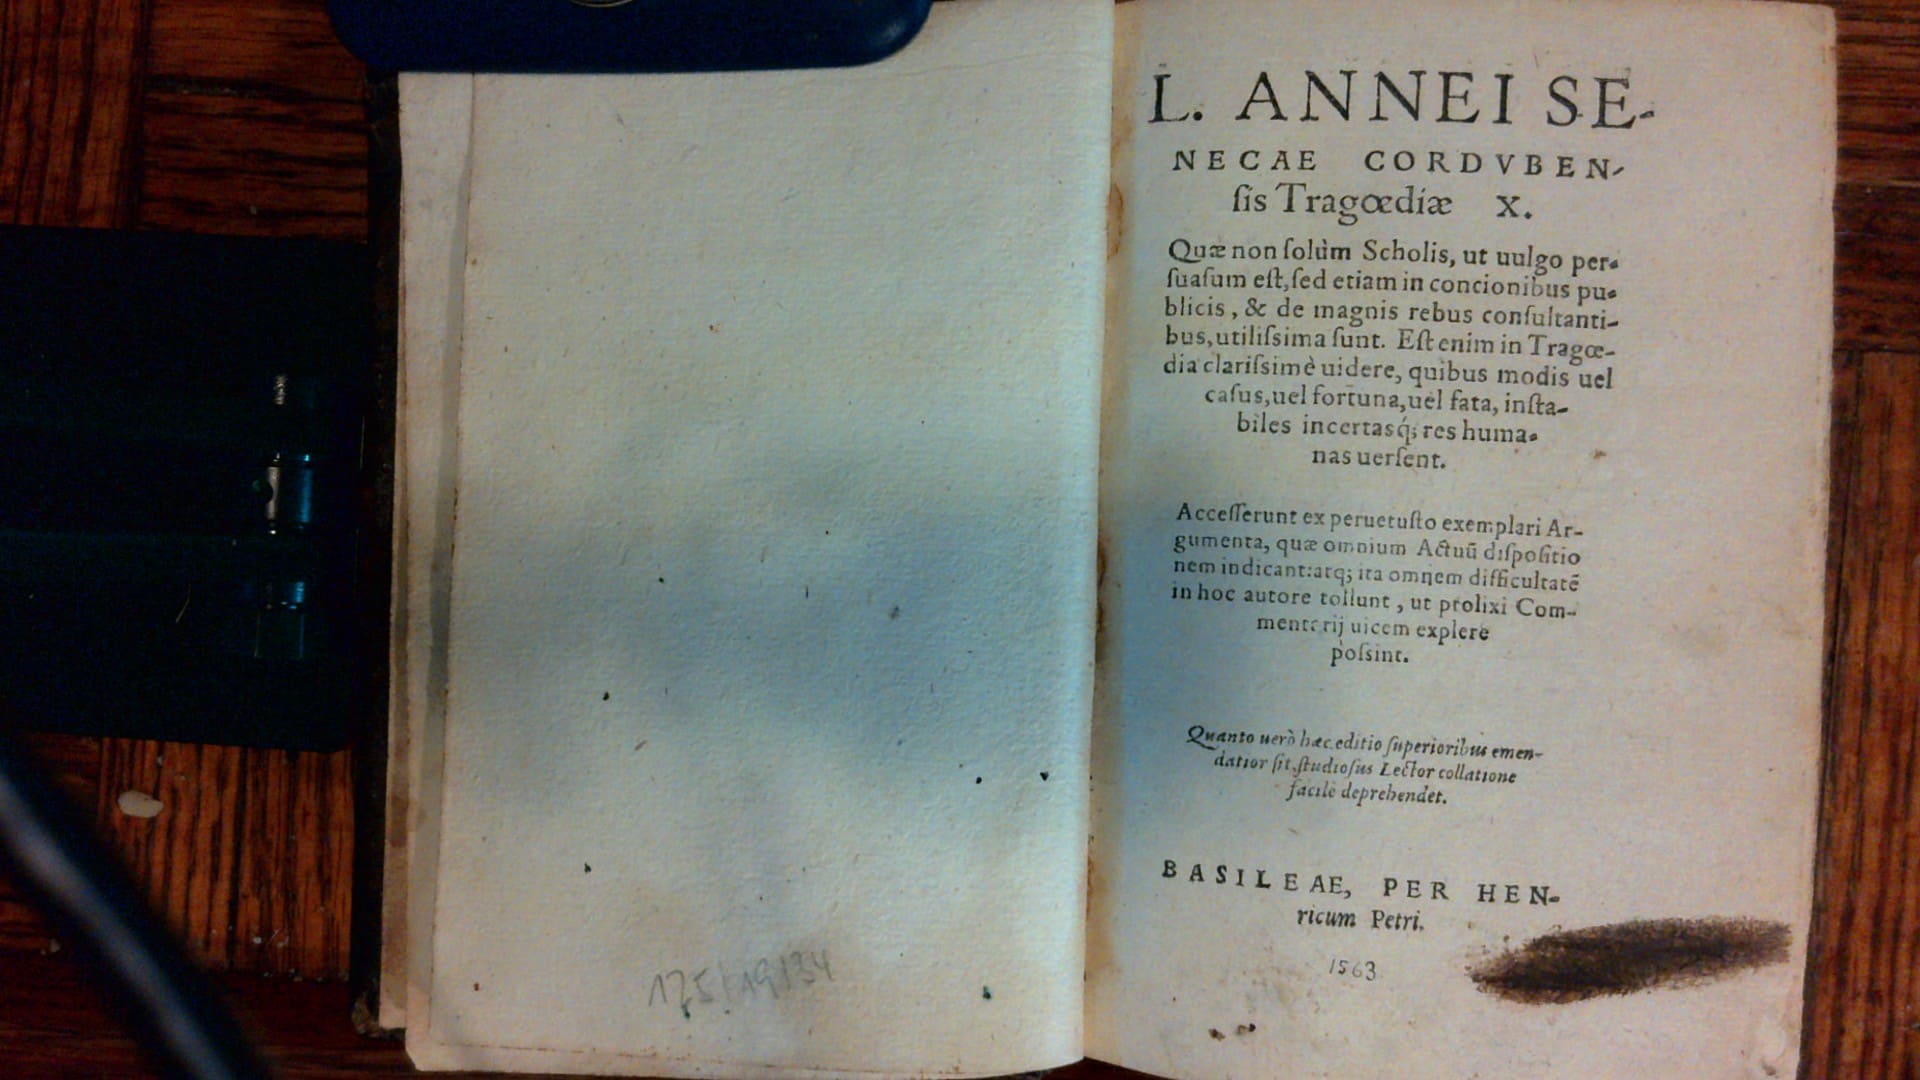 L. ANNEI SE-
NECAE CORDVBEN-
ſis Tragœdiæ X.
Quæ non ſolùm Scholis, ut uulgo per-
ſuaſum eſt, ſed etiam in concionibus pu-
blicis, & de magnis rebus conſultanti-
bus, utiliſsima ſunt. Eſt enim in Tragœ-
dia clariſsimè uidere, quibus modis uel
caſus, uel fortuna, uel fata, inſta-
biles incertasq́; res huma-
nas uerſent.
Acceſſerunt ex peruetuſto exemplari Ar-
gumenta, quæ omnium Actuū diſpoſitio
nem indicant: atq; ita omnem difficultatē
in hoc autore tollunt, ut prolixi Com-
mentarij uicem explere
poſsint.
Quanto uerò hæc editio ſuperioribus emen-
datior ſit, ſtudioſus Lector collatione
facilè deprehendet.
BASILEAE, PER HEN-
ricum Petri.
1563
175/19134